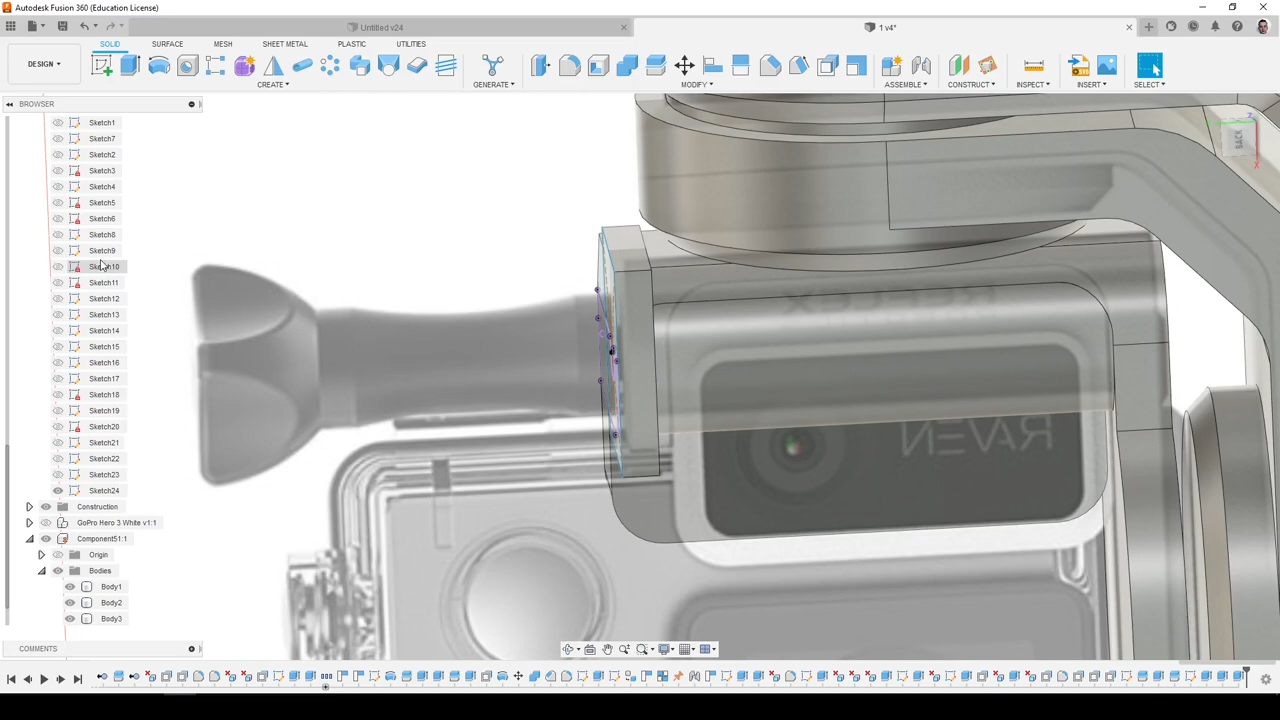 Autodesk Fusion 360 (Education License)
Untitled v24
1 v4*
DESIGN
SOLID
SURFACE
MESH
SHEET METAL
PLASTIC
UTILITIES
CREATE
GENERATE
MODIFY
ASSEMBLE
CONSTRUCT
INSPECT
INSERT
SELECT
BROWSER
Sketch1
Sketch7
Sketch2
Sketch3
Sketch4
Sketch5
Sketch6
Sketch8
Sketch9
Sketch10
Sketch11
Sketch12
Sketch13
Sketch14
Sketch15
Sketch16
Sketch17
Sketch18
Sketch19
Sketch20
Sketch21
Sketch22
Sketch23
Sketch24
Construction
GoPro Hero 3 White v1:1
Component51:1
Origin
Bodies
Body1
Body2
Body3
COMMENTS
BACK
Z
X
REFLEX
RAVEN